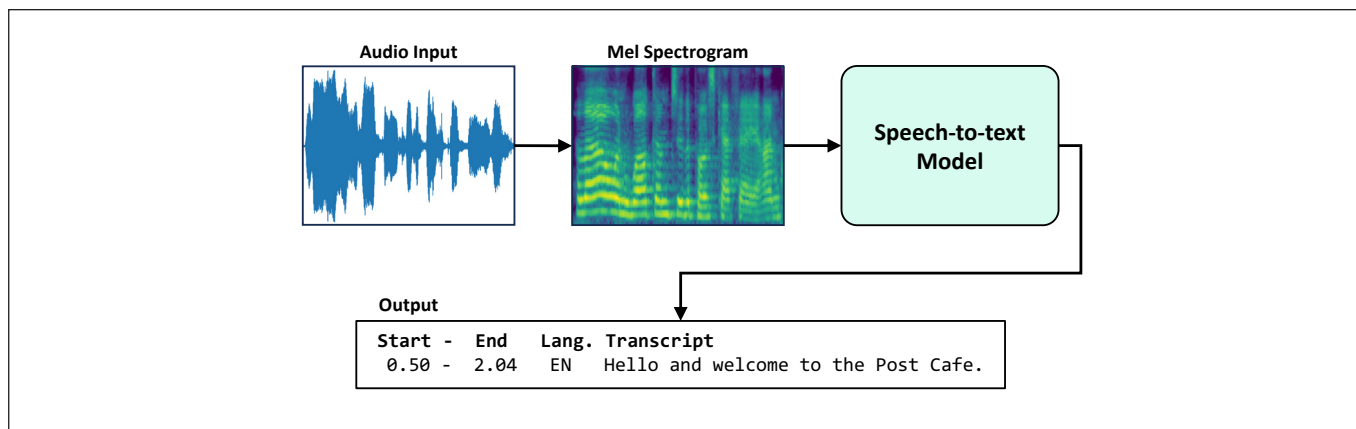 Audio Input
Mel Spectrogram
Speech-to-text
Model
Output
Start - End Lang. Transcript
0.50 - 2.04 EN Hello and welcome to the Post Cafe.